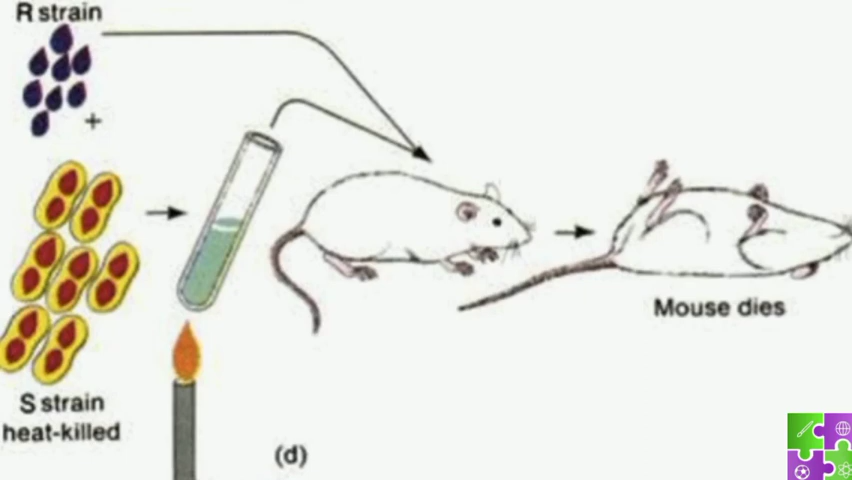 R strain
+
S strain
heat-killed
Mouse dies
(d)